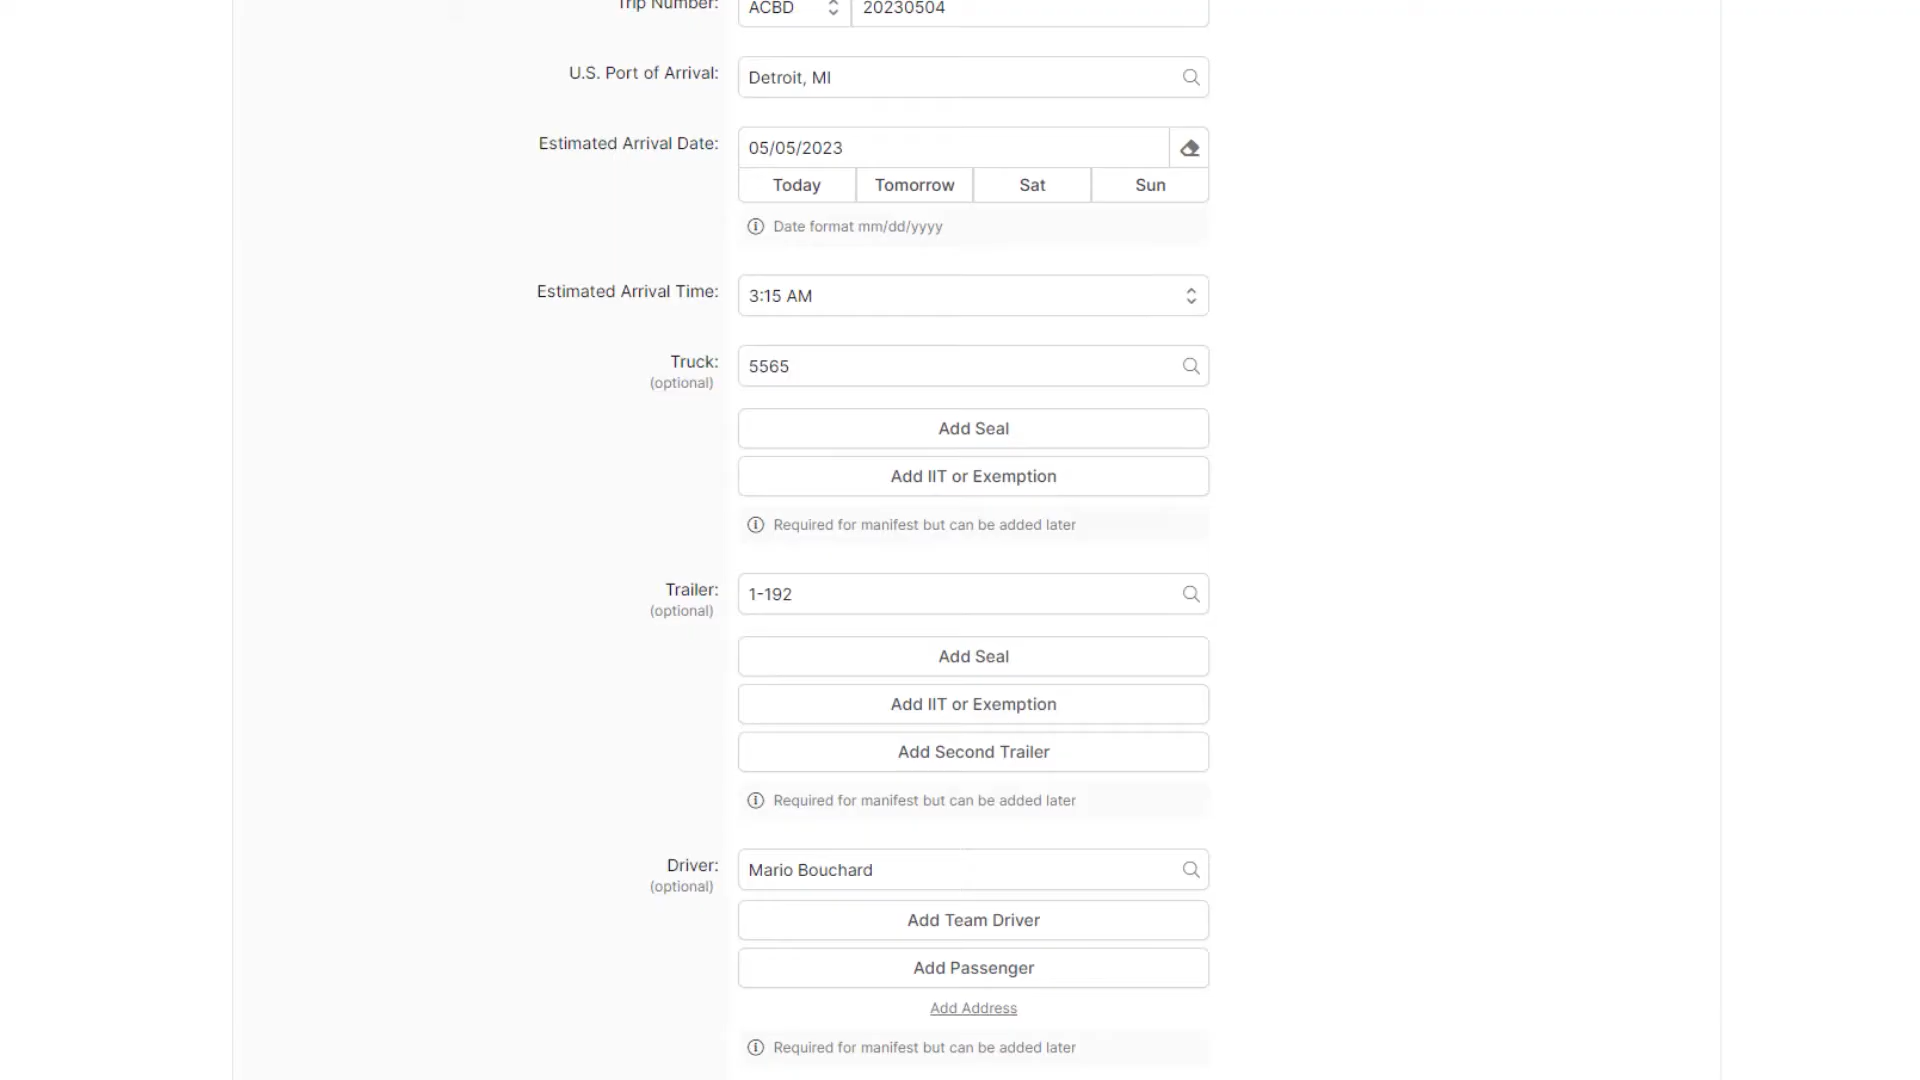 Trip Number:
ACBD
20230504
U.S. Port of Arrival:
Detroit, MI
Estimated Arrival Date:
05/05/2023
Today
Tomorrow
Sat
Sun
Date format mm/dd/yyyy
Estimated Arrival Time:
3:15 AM
Truck:
(optional)
5565
Add Seal
Add IIT or Exemption
Required for manifest but can be added later
Trailer:
(optional)
1-192
Add Seal
Add IIT or Exemption
Add Second Trailer
Required for manifest but can be added later
Driver:
(optional)
Mario Bouchard
Add Team Driver
Add Passenger
Add Address
Required for manifest but can be added later